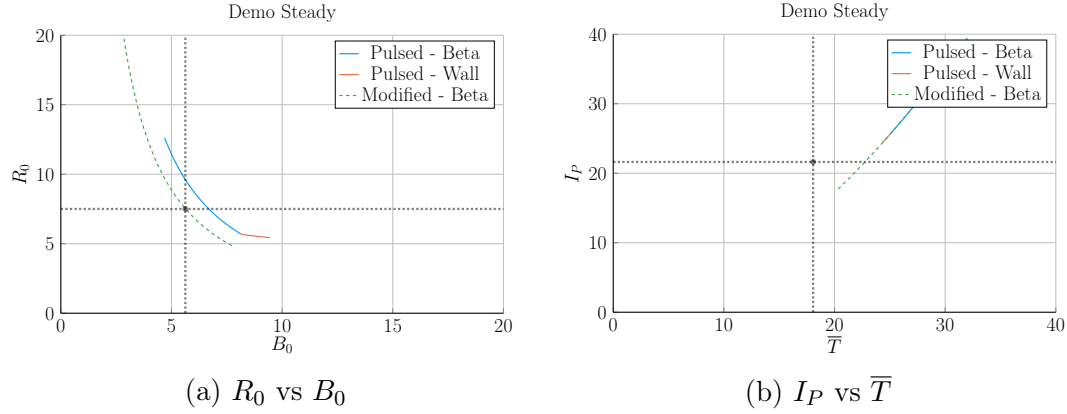 Demo Steady
20
15
10
5
0
R₀
0
5
10
15
20
B₀
Pulsed - Beta
Pulsed - Wall
Modified - Beta
(a) R₀ vs B₀
Demo Steady
40
30
20
10
0
I_P
0
10
20
30
40
T̅
Pulsed - Beta
Pulsed - Wall
Modified - Beta
(b) I_P vs T̅